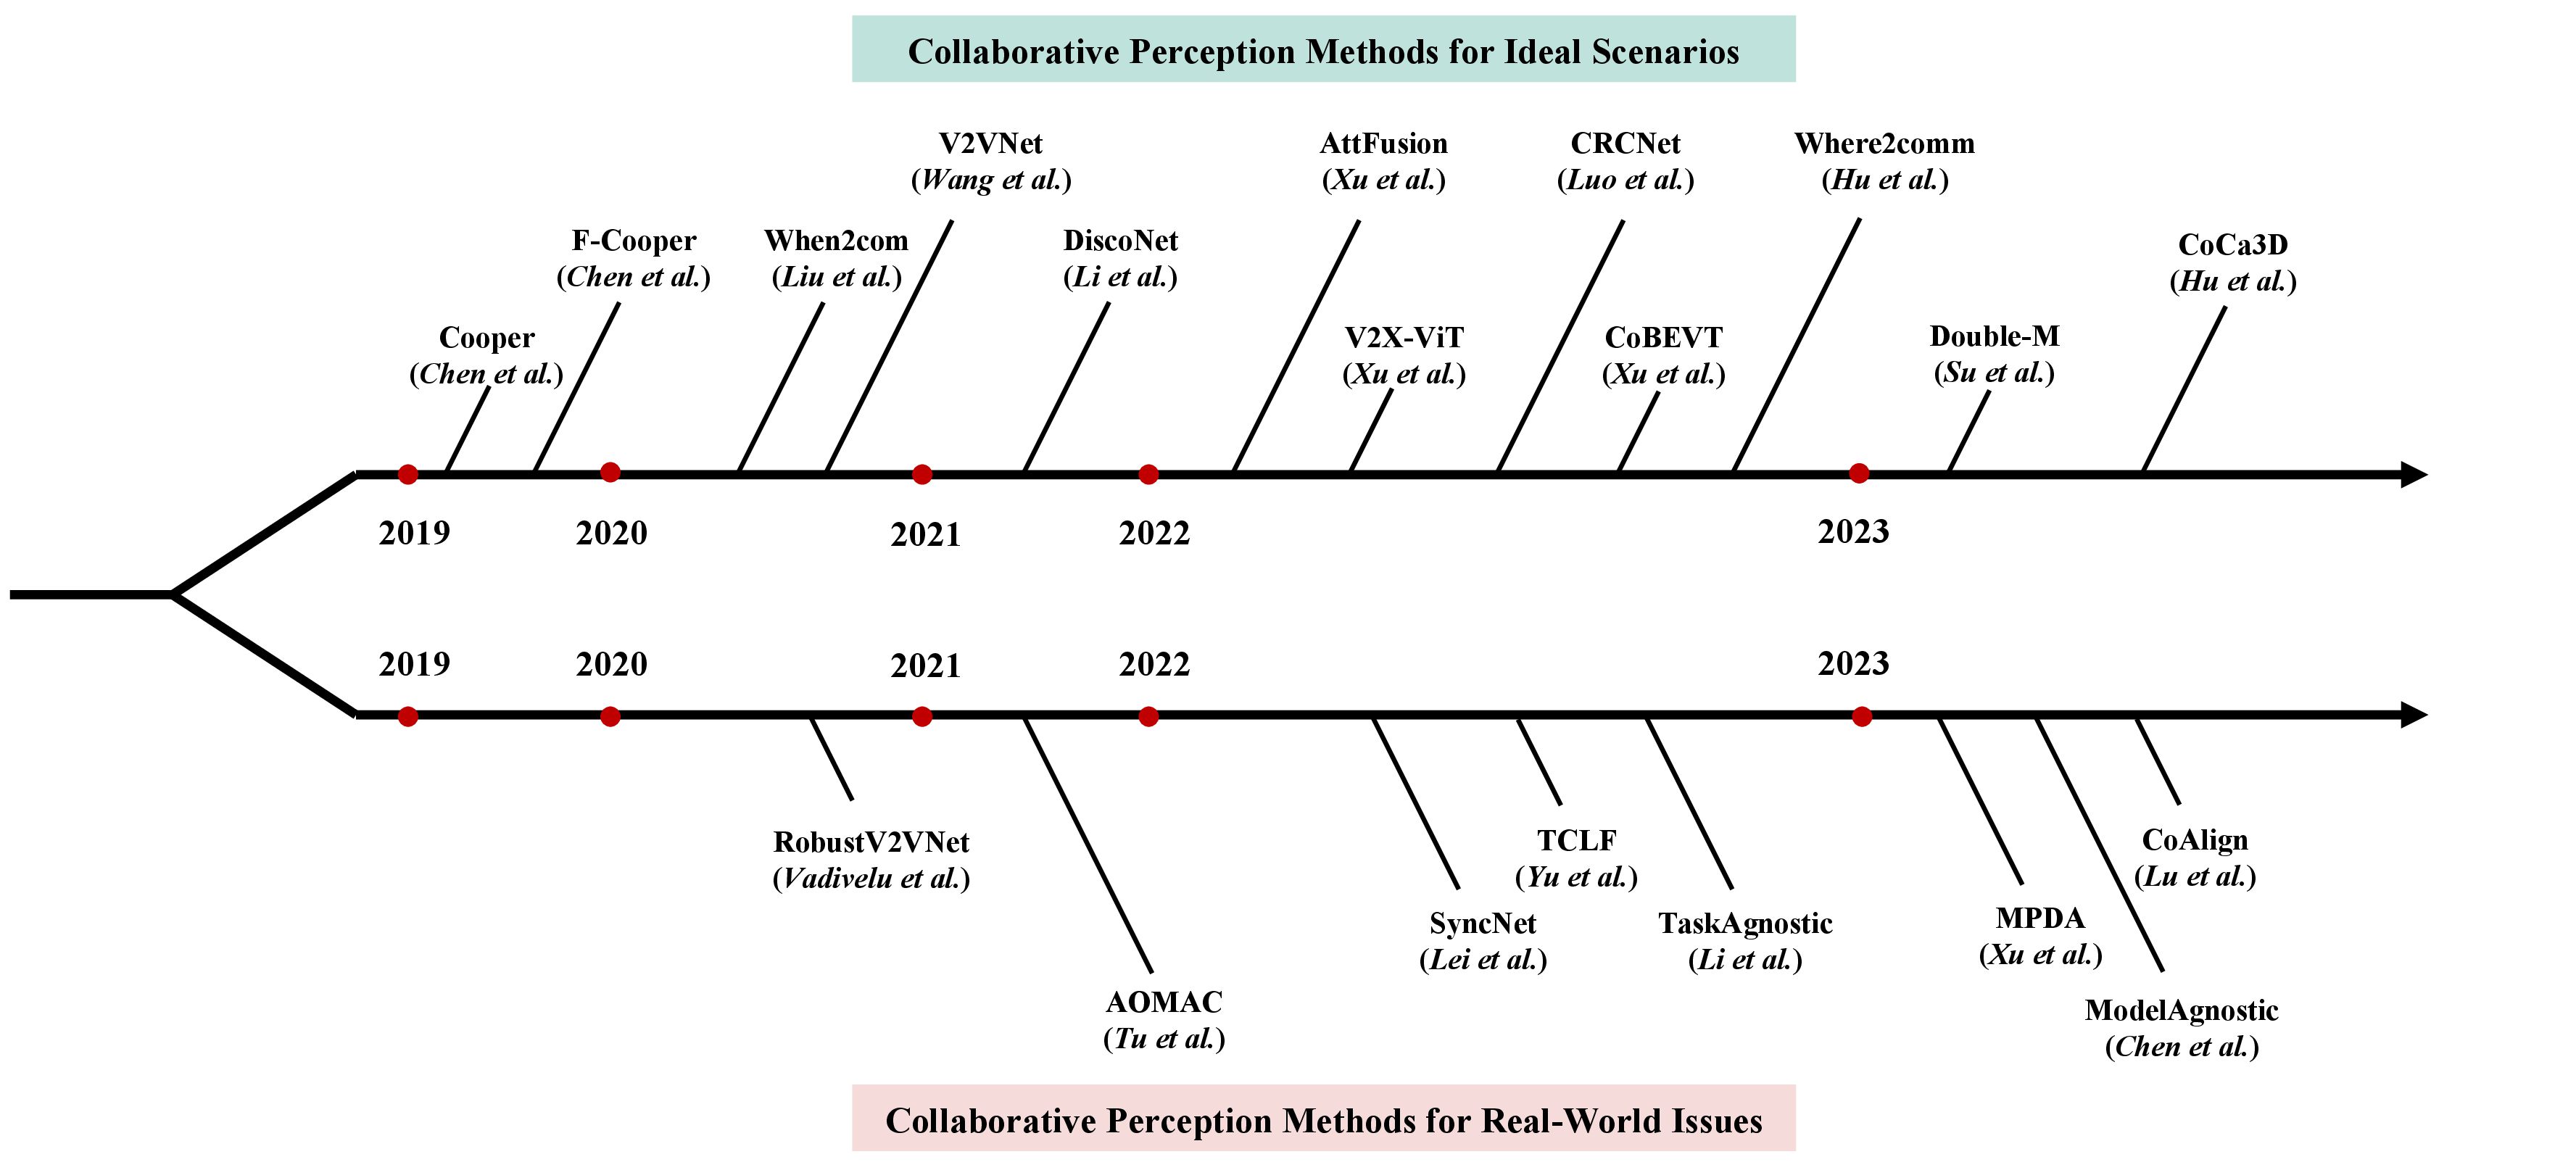 Collaborative Perception Methods for Ideal Scenarios
V2VNet
(Wang et al.)
AttFusion
(Xu et al.)
CRCNet
(Luo et al.)
Where2comm
(Hu et al.)
F-Cooper
(Chen et al.)
When2com
(Liu et al.)
DiscoNet
(Li et al.)
CoCa3D
(Hu et al.)
Cooper
(Chen et al.)
V2X-ViT
(Xu et al.)
CoBEVT
(Xu et al.)
Double-M
(Su et al.)
2019 2020 2021 2022 2023
2019 2020 2021 2022 2023
RobustV2VNet
(Vadivelu et al.)
TCLF
(Yu et al.)
CoAlign
(Lu et al.)
SyncNet
(Lei et al.)
TaskAgnostic
(Li et al.)
MPDA
(Xu et al.)
AOMAC
(Tu et al.)
ModelAgnostic
(Chen et al.)
Collaborative Perception Methods for Real-World Issues